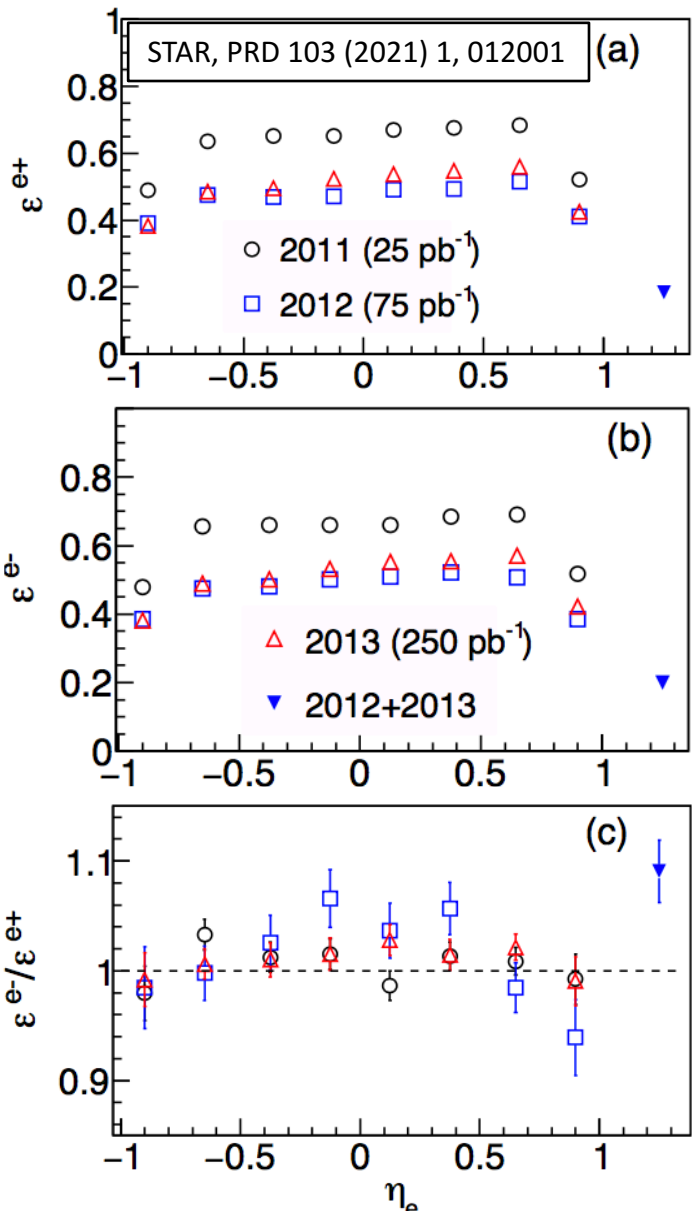 STAR, PRD 103 (2021) 1, 012001
(a)
1
0.8
0.6
0.4
0.2
0
ε e+
2011 (25 pb-1)
2012 (75 pb-1)
−1 −0.5 0 0.5 1
(b)
0.8
0.6
0.4
0.2
0
ε e-
2013 (250 pb-1)
2012+2013
−1 −0.5 0 0.5 1
(c)
1.1
1
0.9
ε e-/ε e+
−1 −0.5 0 0.5 1
ηe